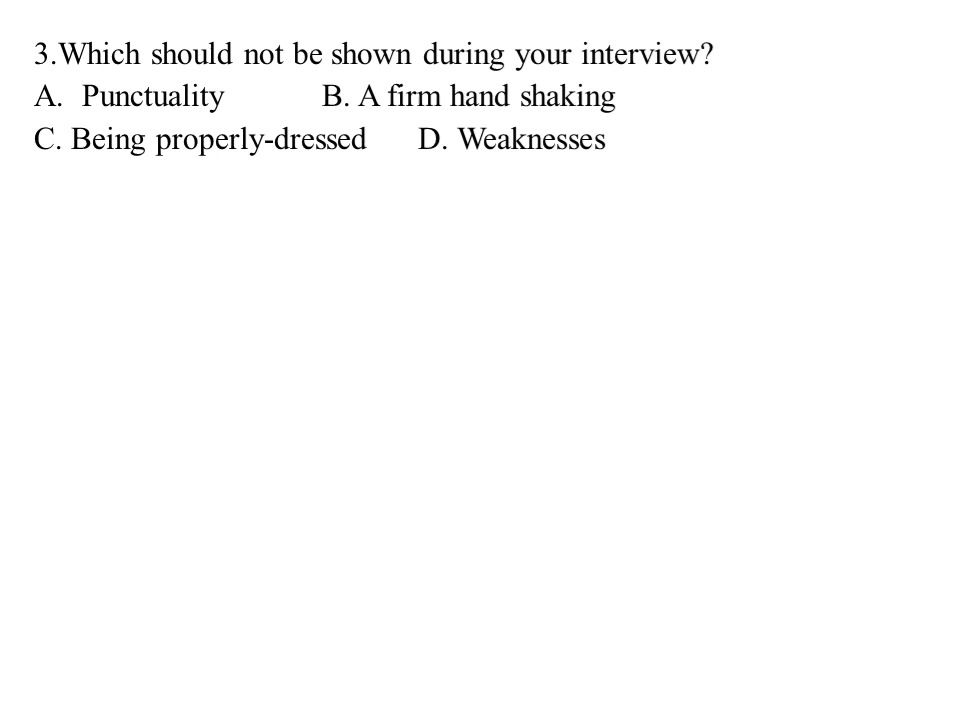 3.Which should not be shown during your interview?
A. Punctuality B. A firm hand shaking
C. Being properly-dressed D. Weaknesses